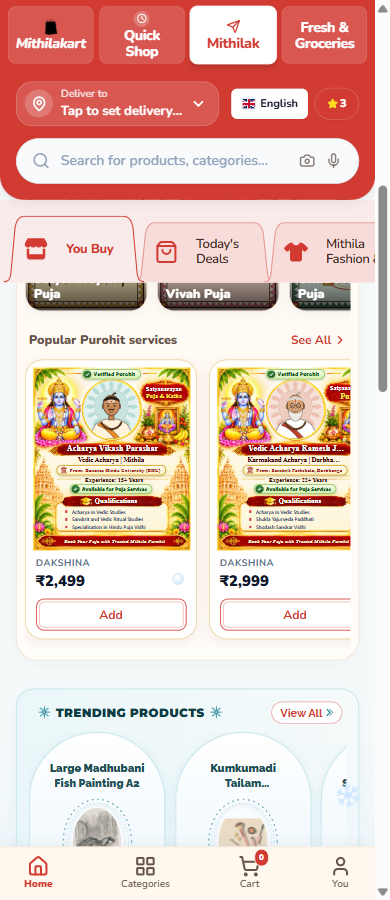 Mithilakart
Quick
Shop
Mithilak
Fresh &
Groceries
Deliver to
Tap to set delivery...
English
3
Search for products, categories...
You Buy
Today's
Deals
Mithila
Fashion &
Puja
Vivah Puja
Puja
Popular Purohit services
See All
Verified Purohit
Satyanarayan
Puja & Katha
Acharya Vikash Parashar
Vedic Acharya | Mithila
From: Banaras Hindu University (BHU)
Experience: 15+ Years
Available for Puja Services
Qualifications
Acharya in Vedic Studies
Sanskrit and Vedic Ritual Studies
Specialization in Hindu Puja Vidhi
Book Your Puja with Trusted Mithila Purohit
DAKSHINA
₹2,499
Add
Verified Purohit
Satyanarayan
Pu
Vedic Acharya Ramesh J...
Karmakand Acharya | Darbha...
From: Sanskrit Pathshala, Darbhanga
Experience: 22+ Years
Available for Puja Services
Qualifications
Acharya in Vedic Studies
Shukla Yajurveda Paddhati
Shodash Sanskar Vidhi
Book Your Puja with Trusted Mithila Pu
DAKSHINA
₹2,999
Add
TRENDING PRODUCTS
View All
Large Madhubani
Fish Painting A2
Kumkumadi
Tailam...
0
Home
Categories
Cart
You